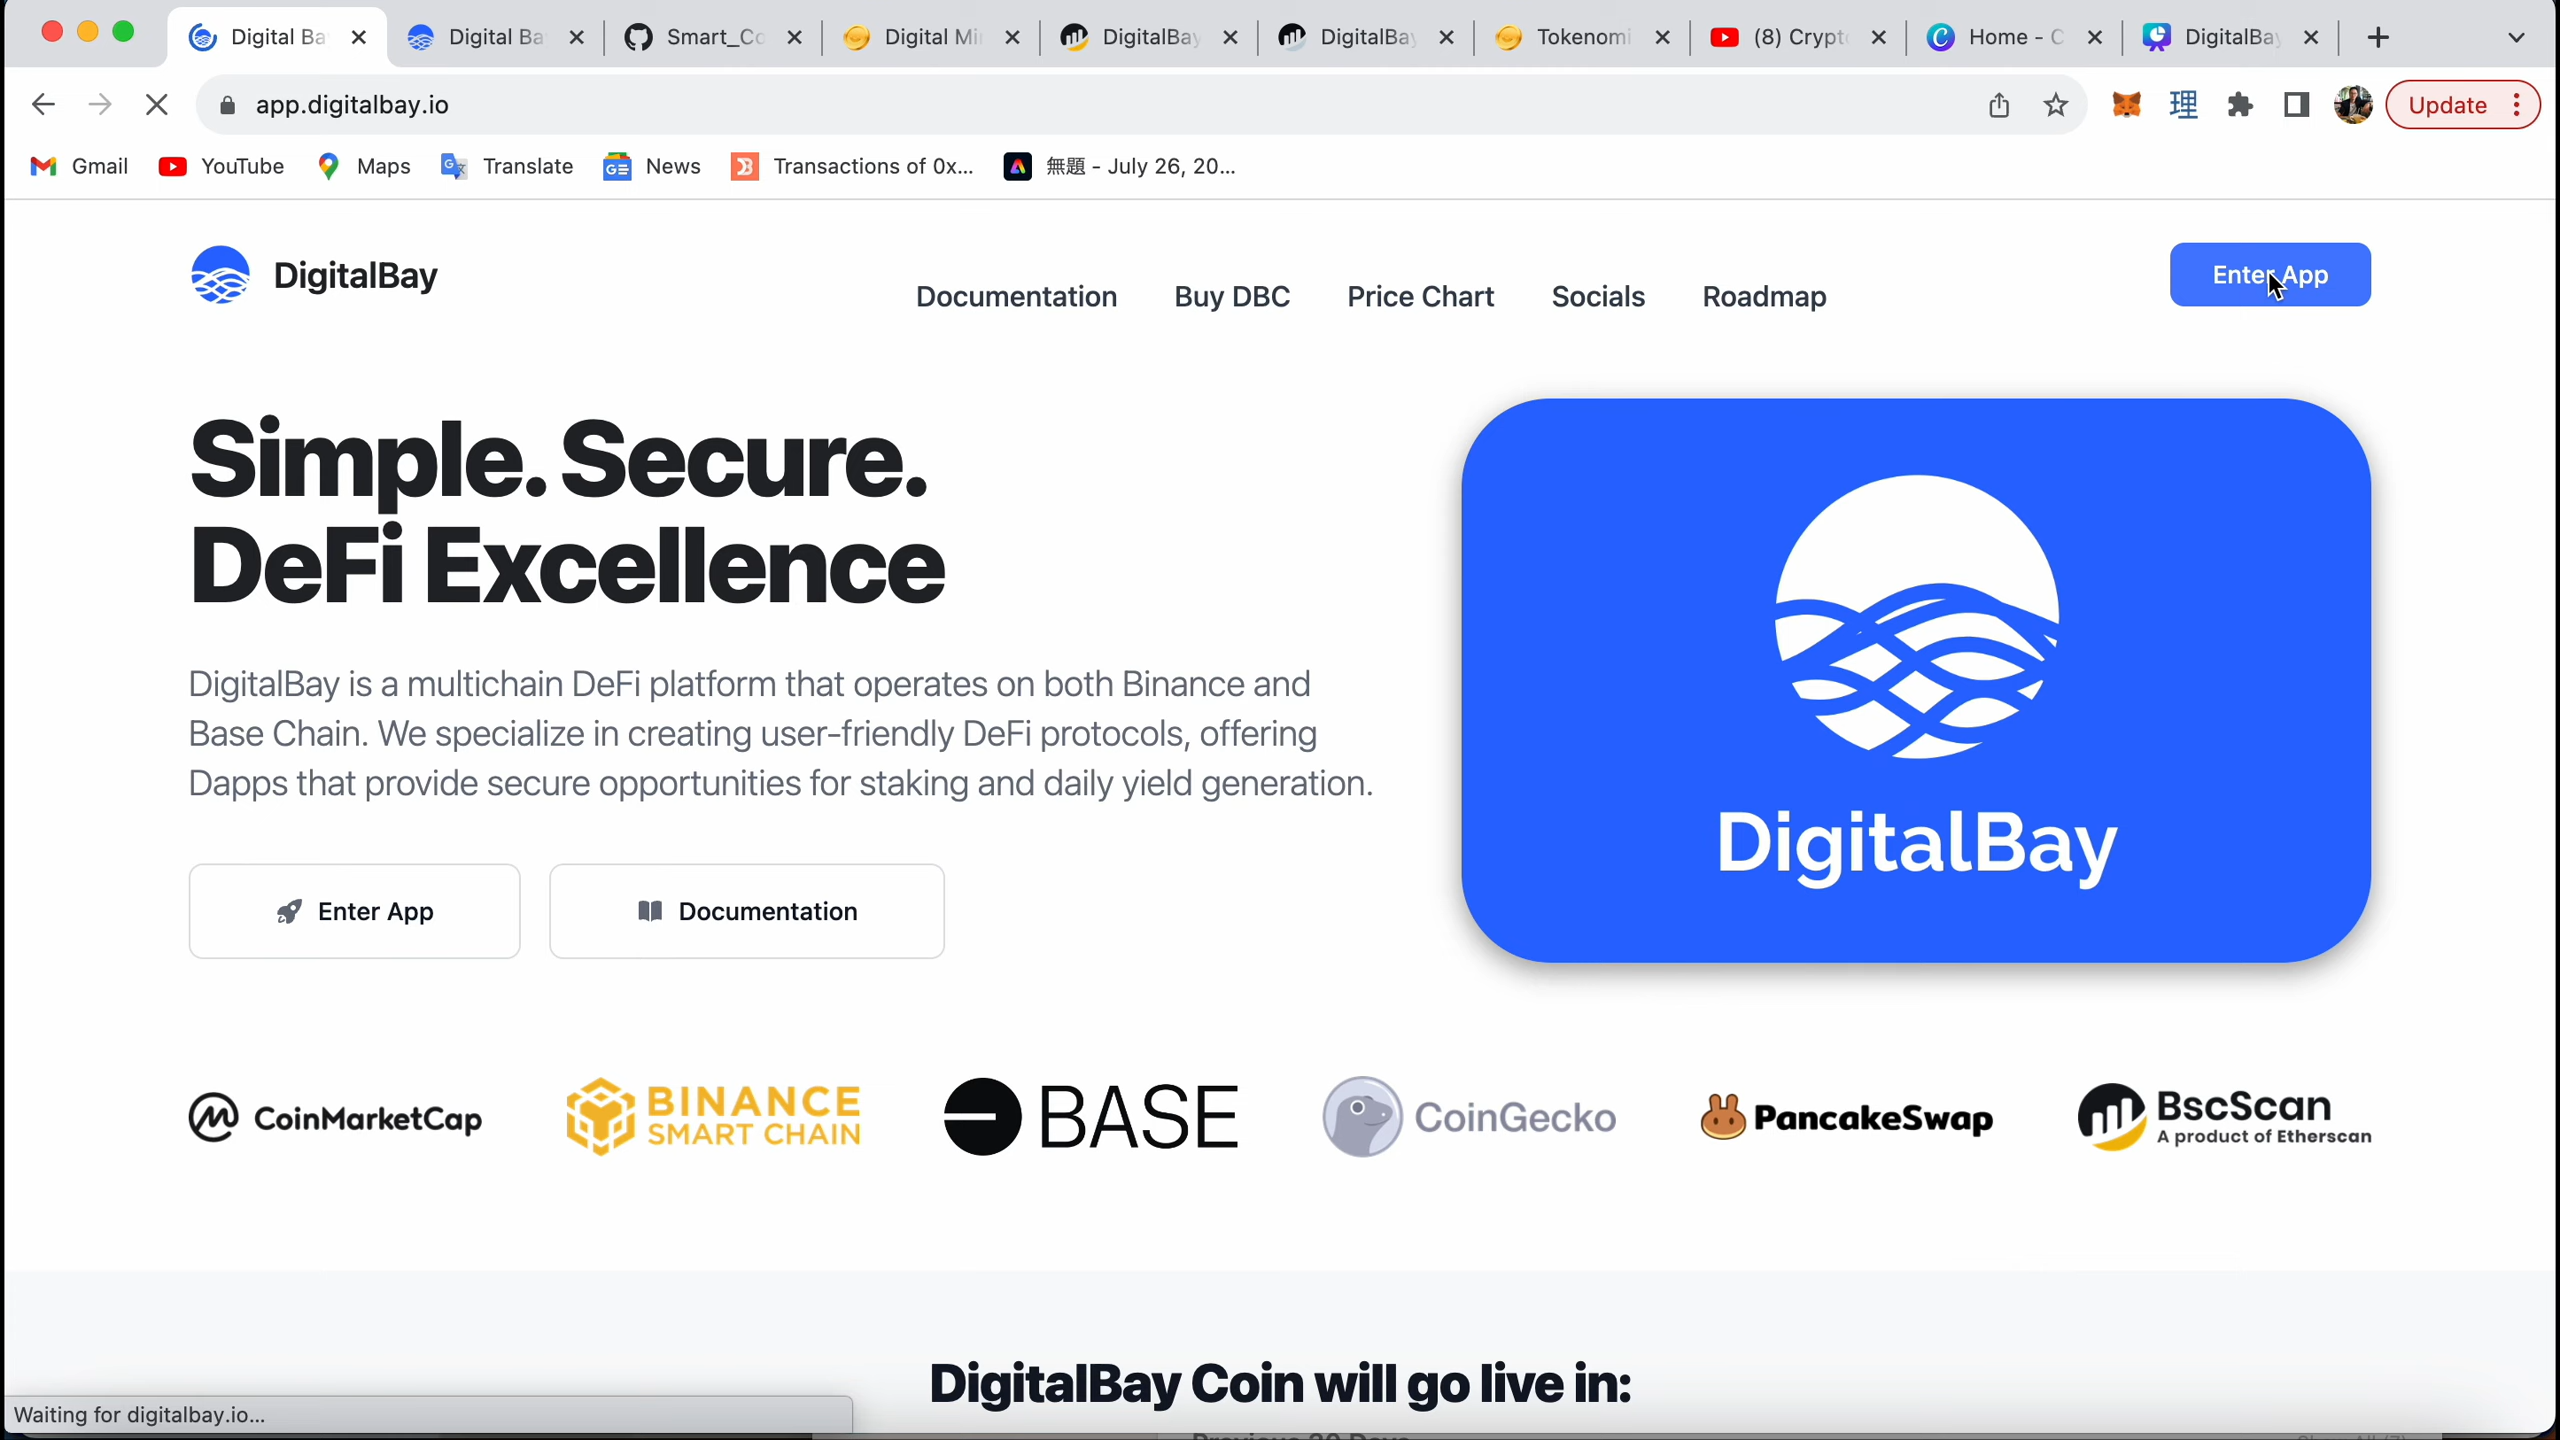 Digital Ba
Digital Ba
Smart_Co
Digital Mi
DigitalBay
DigitalBay
Tokenomi
(8) Crypt
Home - C
DigitalBay
app.digitalbay.io
理
Update
Gmail
YouTube
Maps
Translate
News
Transactions of 0x...
無題 - July 26, 20...
DigitalBay
Documentation
Buy DBC
Price Chart
Socials
Roadmap
Enter App
Simple. Secure.
DeFi Excellence
DigitalBay is a multichain DeFi platform that operates on both Binance and
Base Chain. We specialize in creating user-friendly DeFi protocols, offering
Dapps that provide secure opportunities for staking and daily yield generation.
Enter App
Documentation
DigitalBay
CoinMarketCap
BINANCE
SMART CHAIN
BASE
CoinGecko
PancakeSwap
BscScan
A product of Etherscan
DigitalBay Coin will go live in:
Waiting for digitalbay.io...